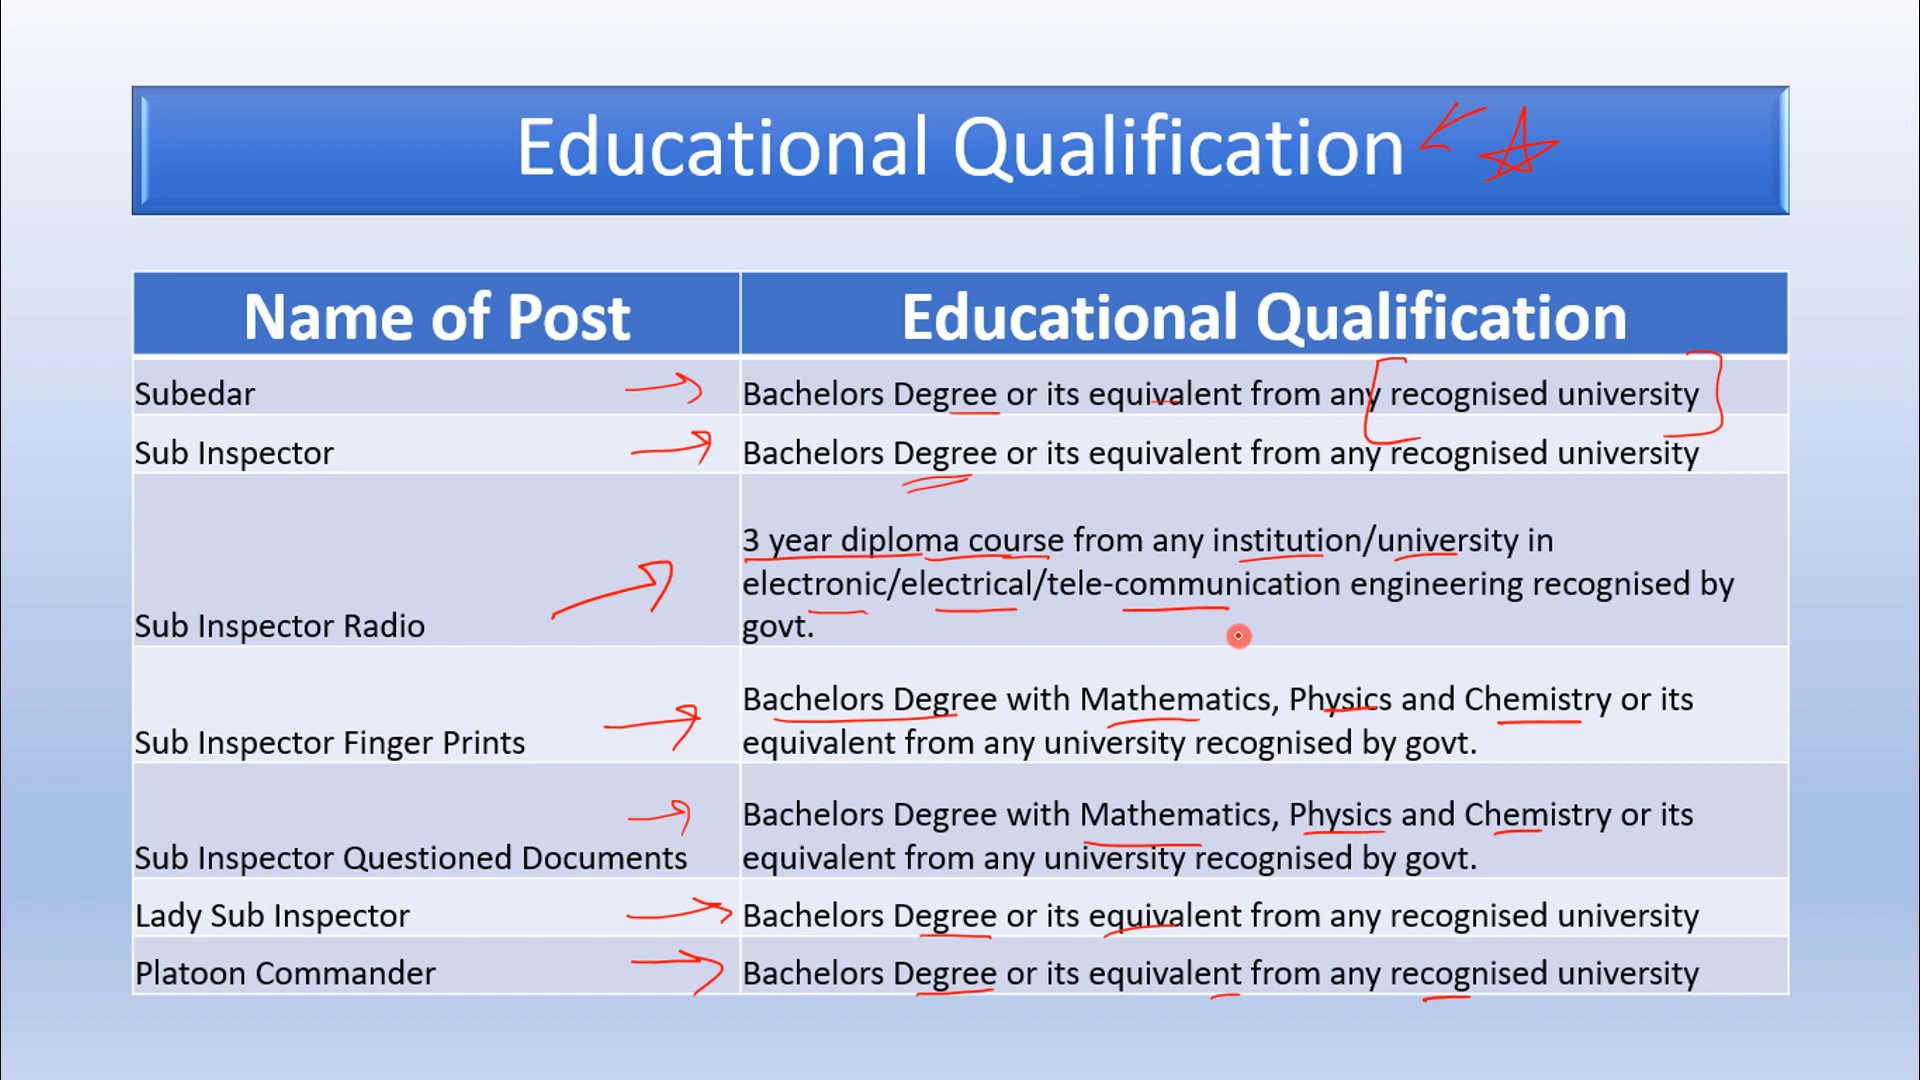 Educational Qualification
Name of Post
Educational Qualification
Subedar
Bachelors Degree or its equivalent from any recognised university
Sub Inspector
Bachelors Degree or its equivalent from any recognised university
Sub Inspector Radio
3 year diploma course from any institution/university in
electronic/electrical/tele-communication engineering recognised by
govt.
Sub Inspector Finger Prints
Bachelors Degree with Mathematics, Physics and Chemistry or its
equivalent from any university recognised by govt.
Sub Inspector Questioned Documents
Bachelors Degree with Mathematics, Physics and Chemistry or its
equivalent from any university recognised by govt.
Lady Sub Inspector
Bachelors Degree or its equivalent from any recognised university
Platoon Commander
Bachelors Degree or its equivalent from any recognised university